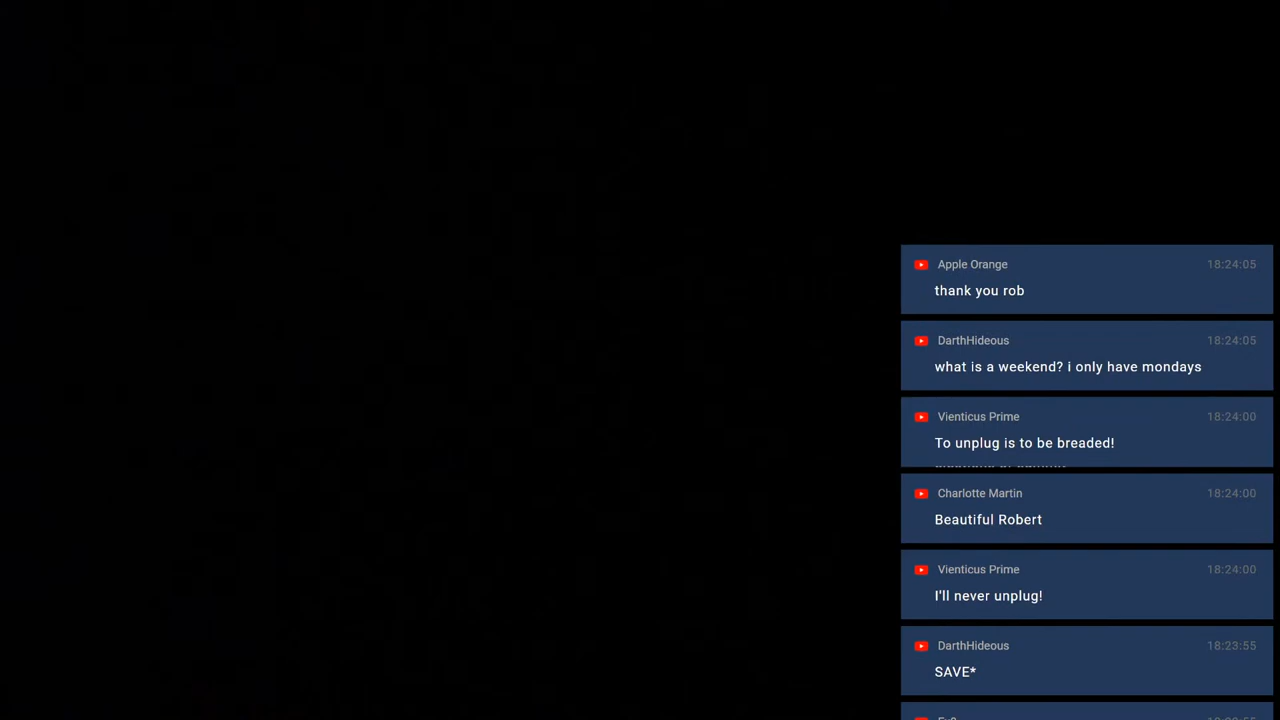 Apple Orange 18:24:05
thank you rob
DarthHideous 18:24:05
what is a weekend? i only have mondays
Vienticus Prime 18:24:00
To unplug is to be breaded!
Charlotte Martin 18:24:00
Beautiful Robert
Vienticus Prime 18:24:00
I'll never unplug!
DarthHideous 18:23:55
SAVE*